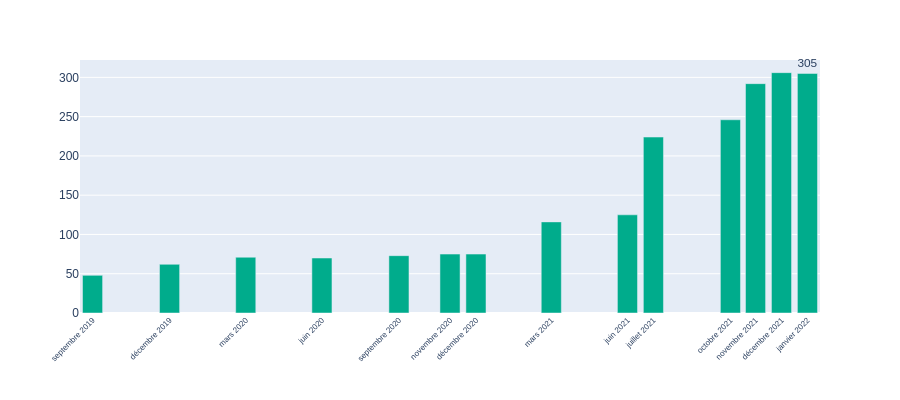 305
300
250
200
150
100
50
0
septembre 2019
décembre 2019
mars 2020
juin 2020
septembre 2020
novembre 2020
décembre 2020
mars 2021
juin 2021
juillet 2021
octobre 2021
novembre 2021
décembre 2021
janvier 2022